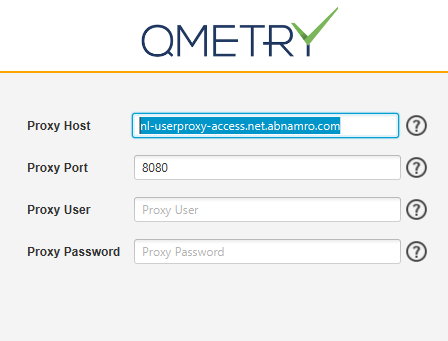 QMETRY
Proxy Host nl-userproxy-access.net.abnamro.com ?
Proxy Port 8080 ?
Proxy User Proxy User ?
Proxy Password Proxy Password ?